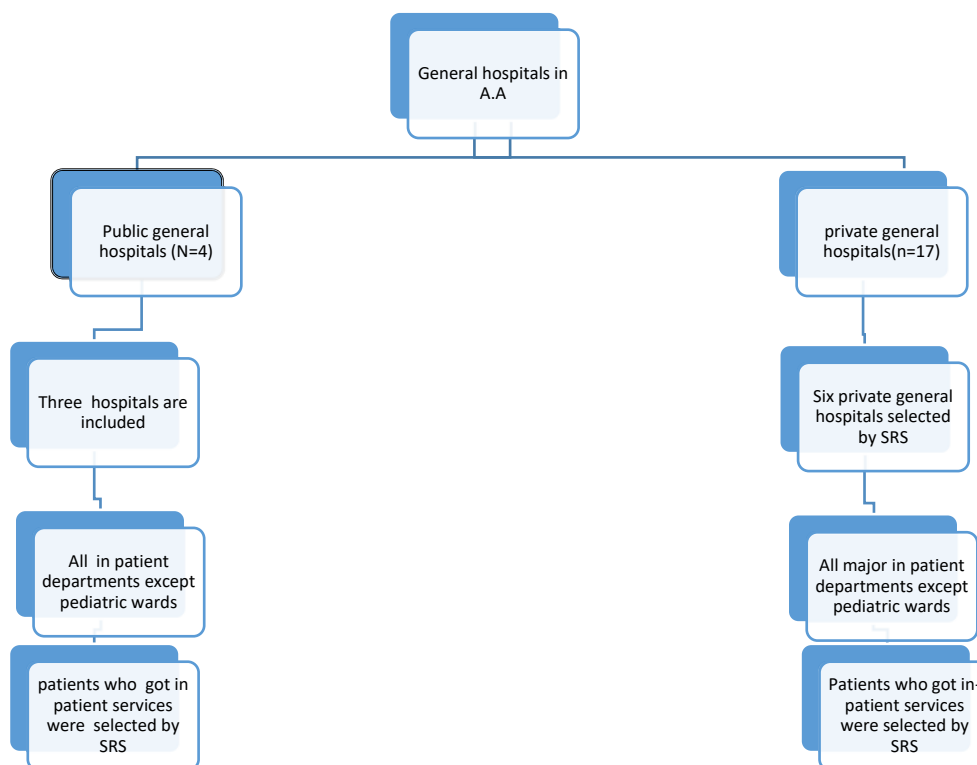 General hospitals in
A.A
Public general
hospitals (N=4)
private general
hospitals(n=17)
Three hospitals are
included
Six private general
hospitals selected
by SRS
All in patient
departments except
pediatric wards
All major in patient
departments except
pediatric wards
patients who got in
patient services
were selected by
SRS
Patients who got in-
patient services
were selected by
SRS